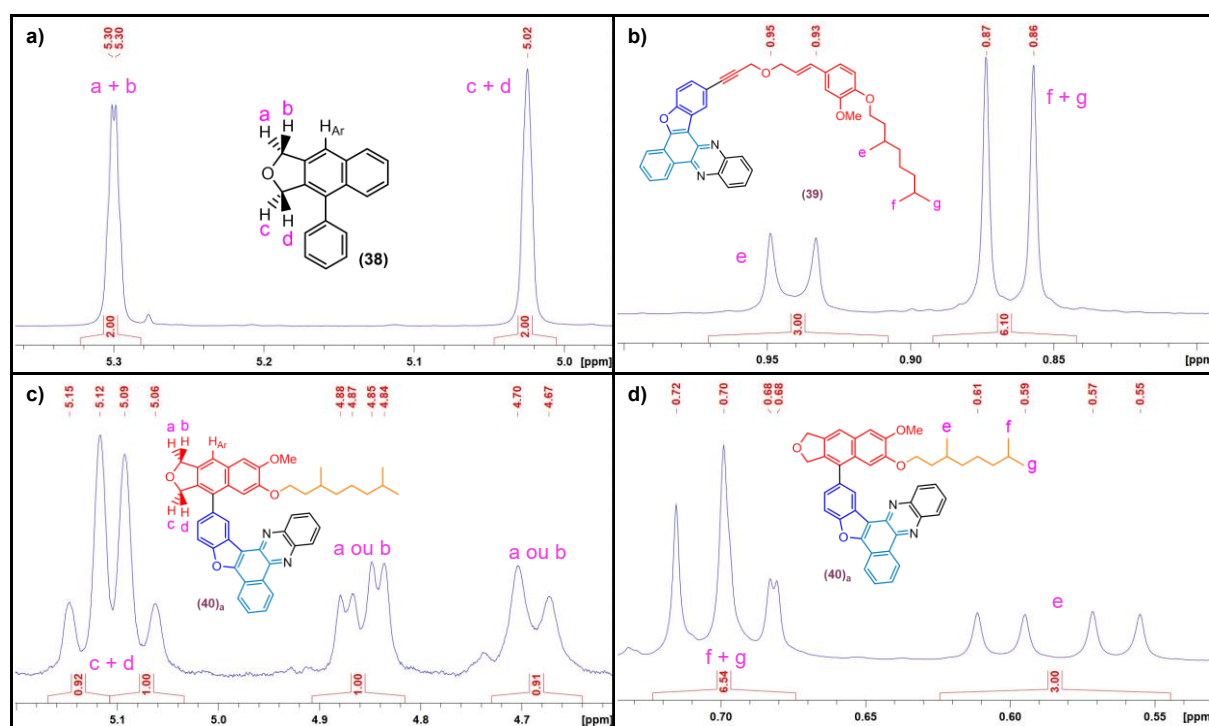 a)
5.30
5.30
5.02
a + b
c + d
a
b
H
H
H_Ar
O
H
H
c
d
(38)
2.00
2.00
5.3
5.2
5.1
5.0
[ppm]
b)
0.95
0.93
0.87
0.86
f + g
O
O
OMe
e
f
g
O
N
N
(39)
e
3.00
6.10
0.95
0.90
0.85
[ppm]
c)
5.15
5.12
5.09
5.06
4.88
4.87
4.85
4.84
4.70
4.67
a
b
H
H
H_Ar
OMe
O
O
H
H
c
d
N
N
O
(40)a
a ou b
a ou b
c + d
0.92
1.00
1.00
0.91
5.1
5.0
4.9
4.8
4.7
[ppm]
d)
0.72
0.70
0.68
0.68
0.61
0.59
0.57
0.55
OMe
e
f
O
O
g
N
N
O
(40)a
e
f + g
6.54
3.00
0.70
0.65
0.60
0.55
[ppm]